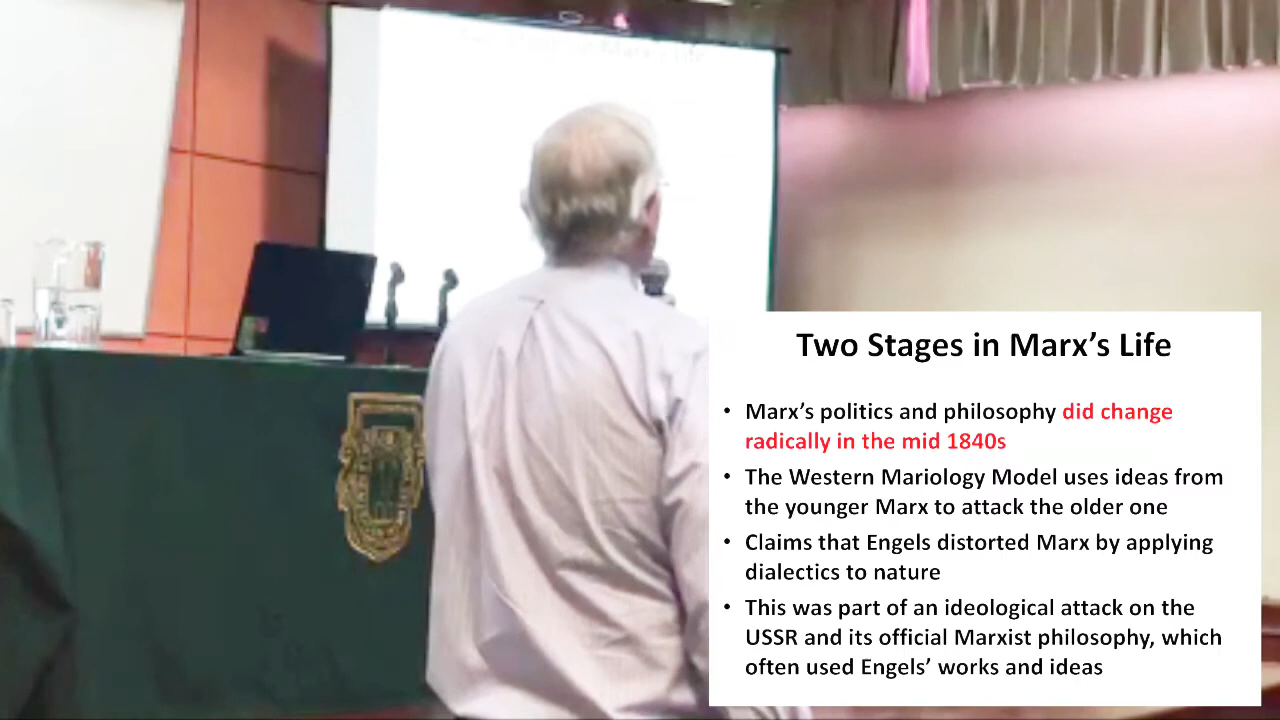 Two Stages in Marx's Life
• Marx's politics and philosophy did change
radically in the mid 1840s
• The Western Mariology Model uses ideas from
the younger Marx to attack the older one
• Claims that Engels distorted Marx by applying
dialectics to nature
• This was part of an ideological attack on the
USSR and its official Marxist philosophy, which
often used Engels' works and ideas